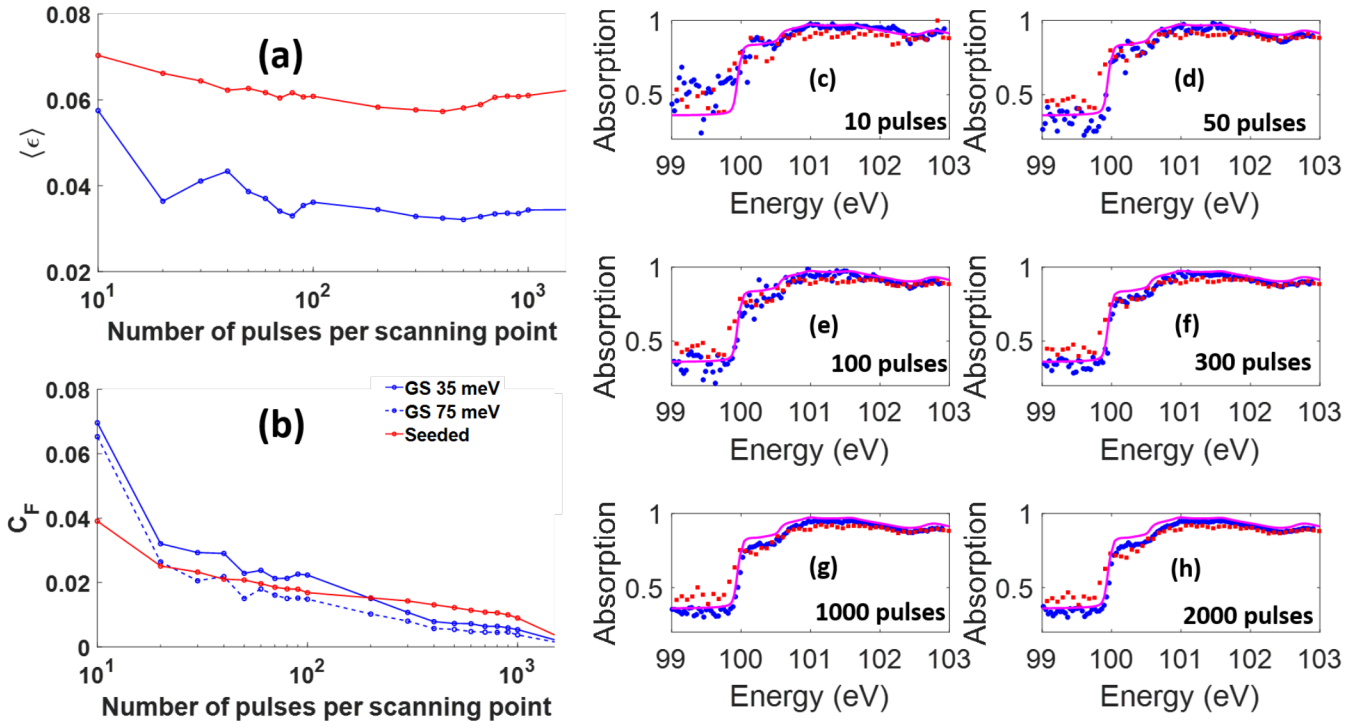 0.08
0.06
0.04
0.02
⟨ϵ⟩
(a)
10^1
10^2
10^3
Number of pulses per scanning point
0.08
0.06
0.04
0.02
0
C_F
(b)
GS 35 meV
GS 75 meV
Seeded
10^1
10^2
10^3
Number of pulses per scanning point
1
0.5
Absorption
(c)
10 pulses
99 100 101 102 103
Energy (eV)
1
0.5
Absorption
(d)
50 pulses
99 100 101 102 103
Energy (eV)
1
0.5
Absorption
(e)
100 pulses
99 100 101 102 103
Energy (eV)
1
0.5
Absorption
(f)
300 pulses
99 100 101 102 103
Energy (eV)
1
0.5
Absorption
(g)
1000 pulses
99 100 101 102 103
Energy (eV)
1
0.5
Absorption
(h)
2000 pulses
99 100 101 102 103
Energy (eV)